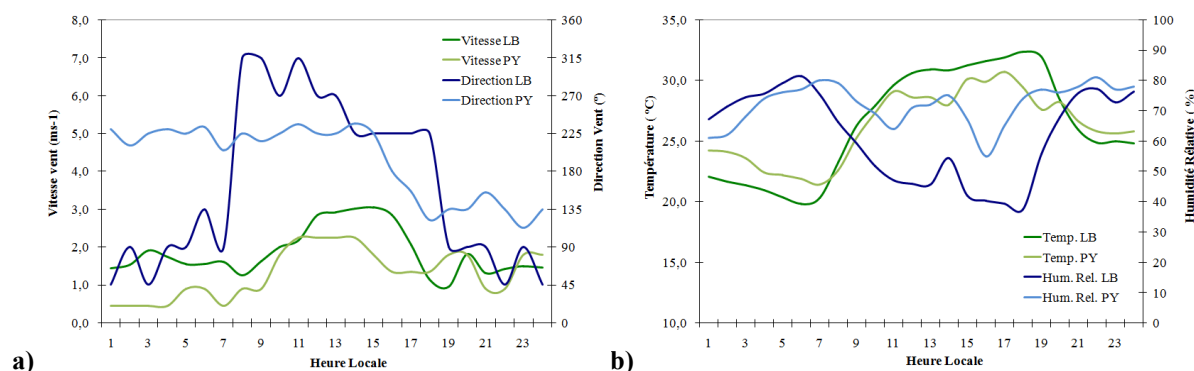 8,0
7,0
6,0
5,0
4,0
3,0
2,0
1,0
0,0
Vitesse vent (ms-1)
Vitesse LB
Vitesse PY
Direction LB
Direction PY
360
315
270
225
180
135
90
45
0
Direction Vent (°)
1 3 5 7 9 11 13 15 17 19 21 23
Heure Locale
a)
35,0
30,0
25,0
20,0
15,0
10,0
Température (°C)
Temp. LB
Temp. PY
Hum. Rel. LB
Hum. Rel. PY
100
90
80
70
60
50
40
30
20
10
0
Humidité Rélative (%)
1 3 5 7 9 11 13 15 17 19 21 23
Heure Locale
b)